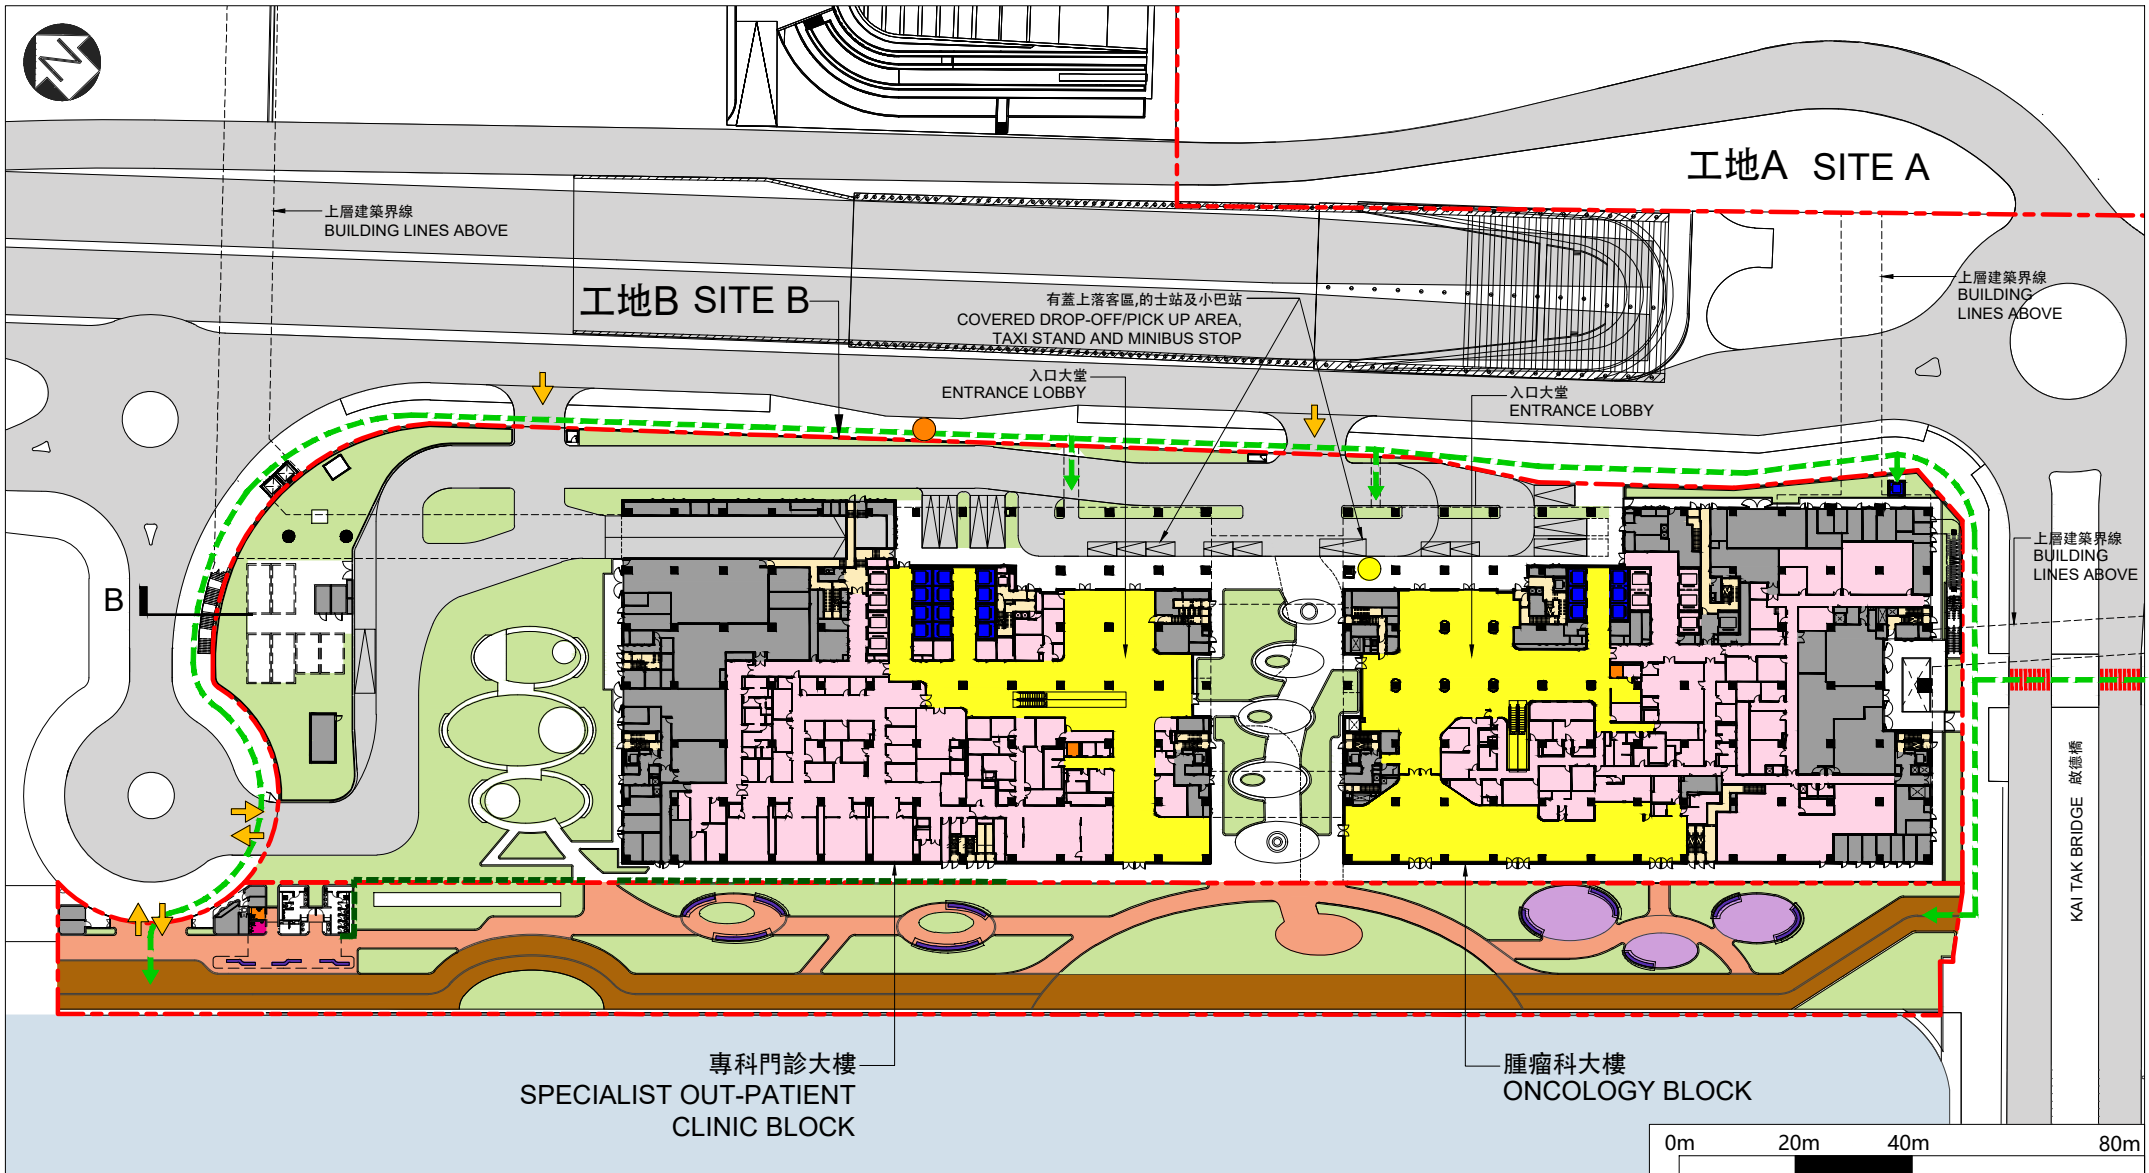 工地A SITE A
上層建築界線
BUILDING LINES ABOVE
工地B SITE B
有蓋上落客區,的士站及小巴站
COVERED DROP-OFF/PICK UP AREA,
TAXI STAND AND MINIBUS STOP
上層建築界線
BUILDING
LINES ABOVE
入口大堂
ENTRANCE LOBBY
入口大堂
ENTRANCE LOBBY
上層建築界線
BUILDING
LINES ABOVE
B
KAI TAK BRIDGE 啟德橋
專科門診大樓
SPECIALIST OUT-PATIENT
CLINIC BLOCK
腫瘤科大樓
ONCOLOGY BLOCK
0m 20m 40m 80m